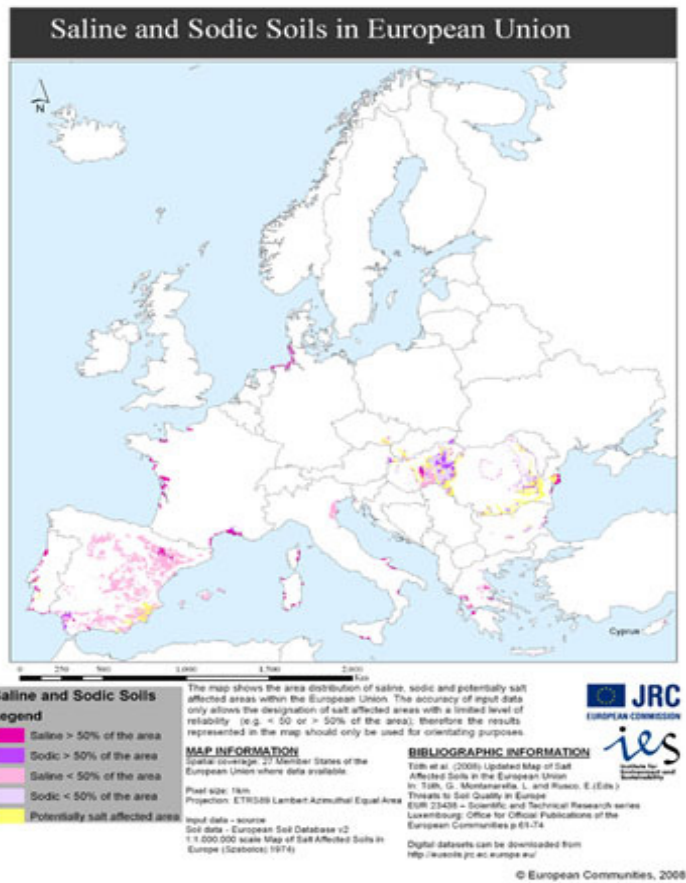 Saline and Sodic Soils in European Union
N
Cyprus
0 250 500 1.000 1.500 2.000
Km
Saline and Sodic Soils
Legend
Saline > 50% of the area
Sodic > 50% of the area
Saline < 50% of the area
Sodic < 50% of the area
Potentially salt affected area
The map shows the area distribution of saline, sodic and potentially salt
affected areas within the European Union. The accuracy of input data
only allows the designation of salt affected areas with a limited level of
reliability (e.g. < 50 or > 50% of the area), therefore the results
represented in the map should only be used for orientating purposes.
MAP INFORMATION
Spatial coverage: 27 Member States of the
European Union where data available.
Pixel size: 1km
Projection: ETRS89 Lambert Azimuthal Equal Area
Input data - source
Soil data - European Soil Database v2
1:1.000.000 scale Map of Salt Affected Soils in
Europe (Szabolcs 1974)
BIBLIOGRAPHIC INFORMATION
Tóth et al. (2008) Updated Map of Salt
Affected Soils in the European Union
In: Tóth, G., Montanarella, L. and Rusco, E.(Eds.)
Threats to Soil Quality in Europe
EUR 23438 – Scientific and Technical Research series
Luxembourg: Office for Official Publications of the
European Communities p.61-74
Digital datasets can be downloaded from
http://eusoils.jrc.ec.europa.eu/
JRC
EUROPEAN COMMISSION
ies
Institute for
Environment and
Sustainability
© European Communities, 2008